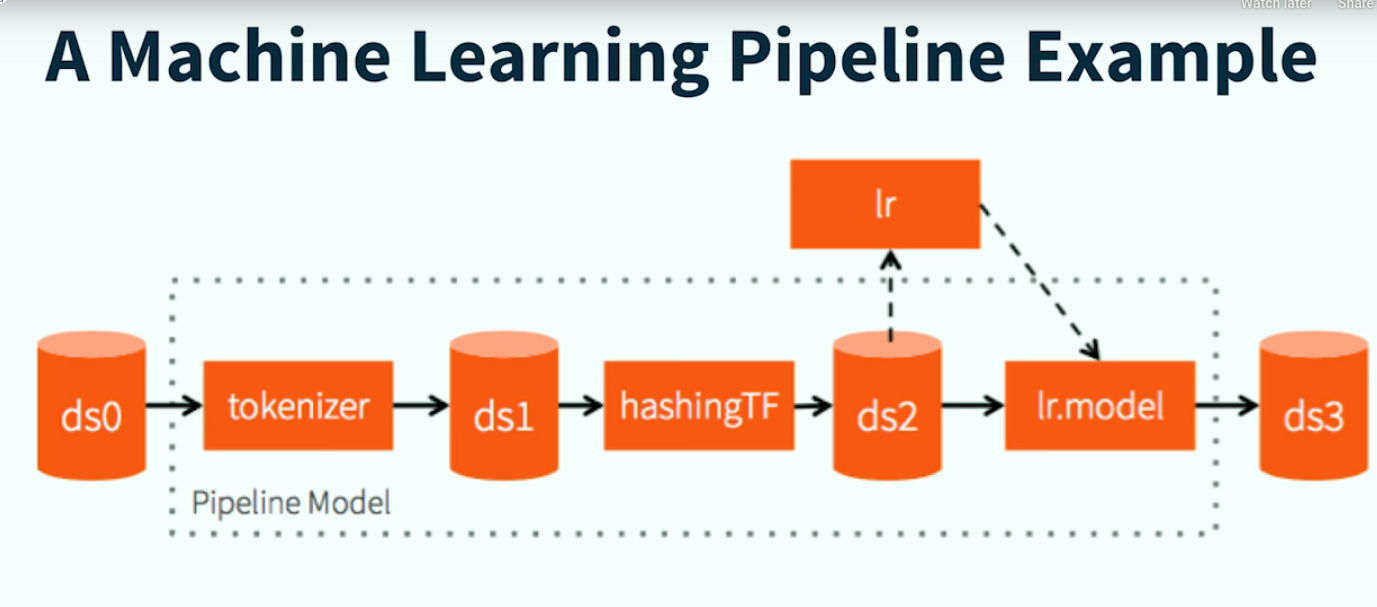 Watch later Share
A Machine Learning Pipeline Example
lr
ds0 tokenizer ds1 hashingTF ds2 lr.model ds3
Pipeline Model